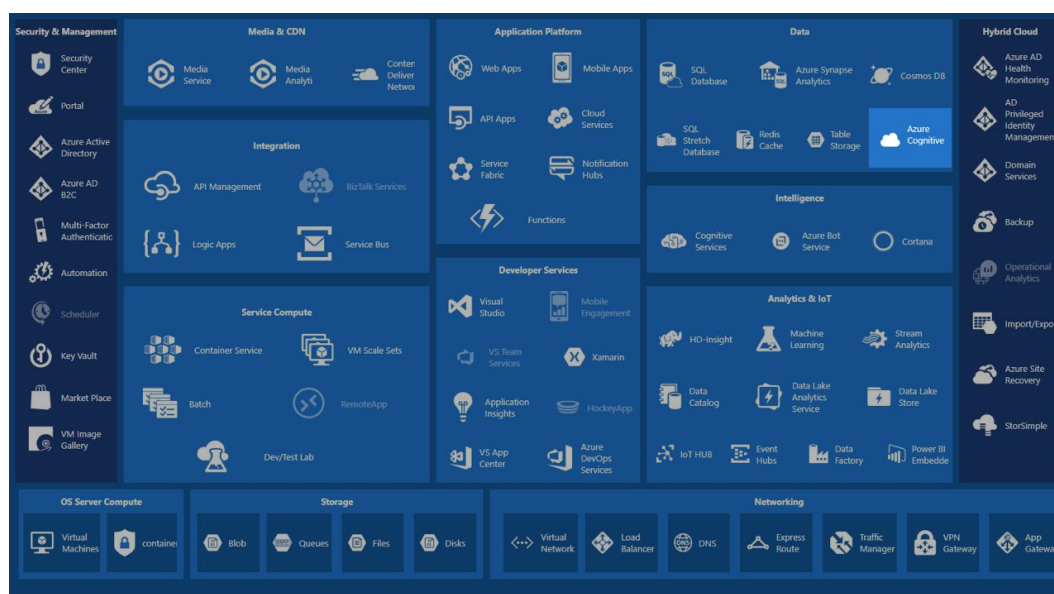 Security & Management
Security
Center
Portal
Azure Active
Directory
Azure AD
B2C
Multi-Factor
Authenticatic
Automation
Scheduler
Key Vault
Market Place
VM Image
Gallery
Media & CDN
Media
Service
Media
Analyti
Conten
Deliver
Networ
Integration
API Management
BizTalk Services
Logic Apps
Service Bus
Service Compute
Container Service
VM Scale Sets
Batch
RemoteApp
Dev/Test Lab
Application Platform
Web Apps
Mobile Apps
API Apps
Cloud
Services
Service
Fabric
Notification
Hubs
Functions
Developer Services
Visual
Studio
Mobile
Engagement
VS Team
Services
Xamarin
Application
Insights
HockeyApp
VS App
Center
Azure
DevOps
Services
Data
SQL
SQL
Database
SQL
Azure Synapse
Analytics
Cosmos DB
SQL
Stretch
Database
Redis
Cache
Table
Storage
Azure
Cognitive
Intelligence
Cognitive
Services
Azure Bot
Service
Cortana
Analytics & IoT
HD-Insight
Machine
Learning
Stream
Analytics
Data
Catalog
Data Lake
Analytics
Service
Data Lake
Store
IoT HUB
Event
Hubs
Data
Factory
Power BI
Embedde
Hybrid Cloud
Azure AD
Health
Monitoring
AD
Privileged
Identity
Managemen
Domain
Services
Backup
Operational
Analytics
Import/Expo
Azure Site
Recovery
StorSimple
OS Server Compute
Virtual
Machines
container
Storage
Blob
Queues
Files
Disks
Networking
Virtual
Network
Load
Balancer
DNS
DNS
Express
Route
Traffic
Manager
VPN
Gateway
App
Gatewa